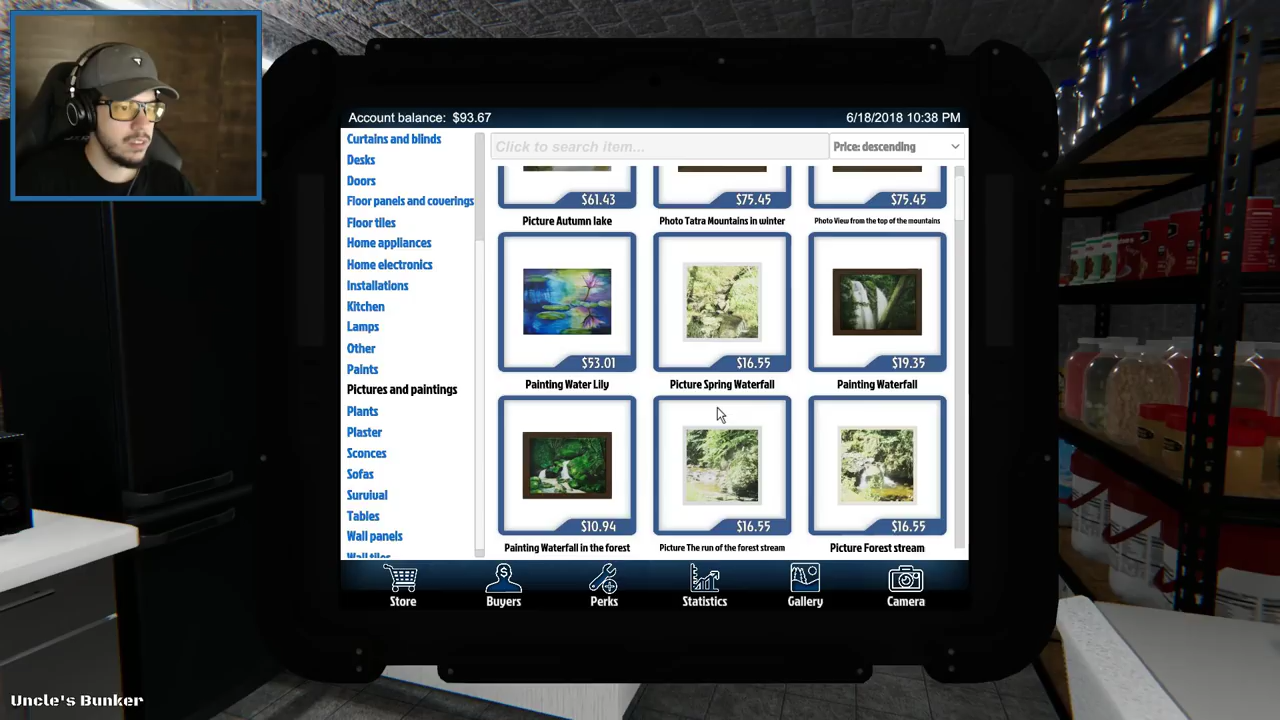 Account balance: $93.67
6/18/2018 10:38 PM
Curtains and blinds
Desks
Doors
Floor panels and coverings
Floor tiles
Home appliances
Home electronics
Installations
Kitchen
Lamps
Other
Paints
Pictures and paintings
Plants
Plaster
Sconces
Sofas
Survival
Tables
Wall panels
Wall tiles
Click to search item...
Price: descending
$61.43
$75.45
$75.45
Picture Autumn lake
Photo Tatra Mountains in winter
Photo View from the top of the mountains
$53.01
$16.55
$19.35
Painting Water Lily
Picture Spring Waterfall
Painting Waterfall
$10.94
$16.55
$16.55
Painting Waterfall in the forest
Picture The run of the forest stream
Picture Forest stream
Store
Buyers
Perks
Statistics
Gallery
Camera
Uncle's Bunker